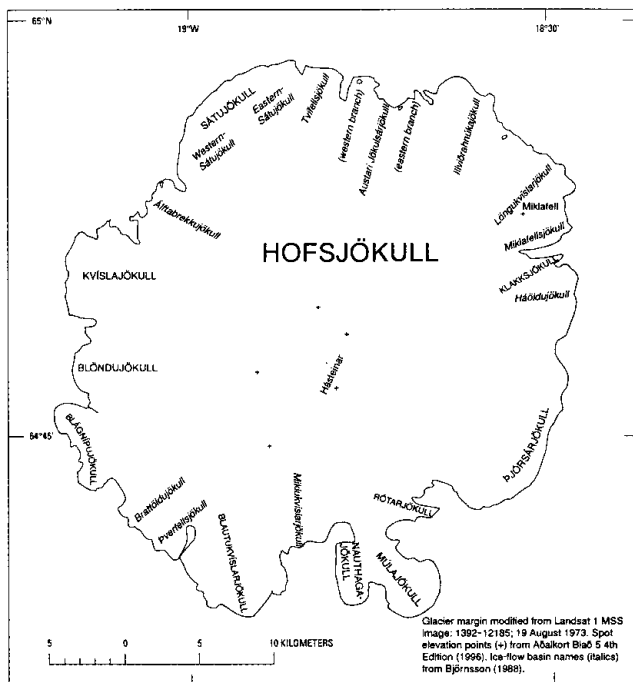 65°N
19°W
18°30'
SÁTUJÖKULL
Eastern-
Sátujökull
Western-
Sátujökull
Tvífellsjökull
(western branch)
Austari Jökulsárjökull
(eastern branch)
Illviðrahnúkajökull
Löngukvíslarjökull
Miklafell
Miklafellsjökull
KLAKKSJÖKULL
Háöldujökull
Álftabrekkujökull
HOFSJÖKULL
KVÍSLAJÖKULL
BLÖNDUJÖKULL
Hásteinar
64°45'
BLÁGNÍPUJÖKULL
ÞJÓRSÁRJÖKULL
Brattöldujökull
Þverfellsjökull
BLAUTUKVÍSLARJÖKULL
Miklukvíslarjökull
NAUTHAGA-
JÖKULL
RÓTARJÖKULL
MÚLAJÖKULL
Glacier margin modified from Landsat 1 MSS
Image: 1392-12185; 19 August 1973. Spot
elevation points (+) from Aðalkort Blað 5 4th
Edition (1996). Ice-flow basin names (italics)
from Björnsson (1988).
5 0 5 10 KILOMETERS